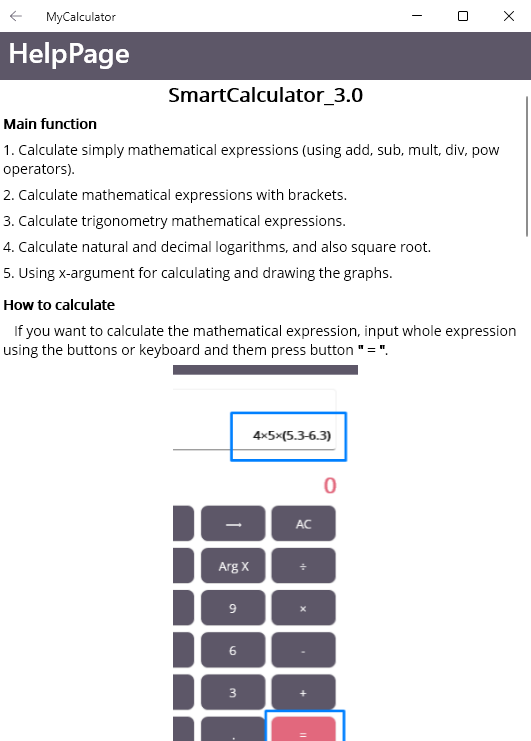 MyCalculator
HelpPage
SmartCalculator_3.0
Main function
1. Calculate simply mathematical expressions (using add, sub, mult, div, pow
operators).
2. Calculate mathematical expressions with brackets.
3. Calculate trigonometry mathematical expressions.
4. Calculate natural and decimal logarithms, and also square root.
5. Using x-argument for calculating and drawing the graphs.
How to calculate
If you want to calculate the mathematical expression, input whole expression
using the buttons or keyboard and them press button " = ".
4×5×(5.3-6.3)
0
⟶ AC
Arg X ÷
9 ×
6 -
3 +
. =